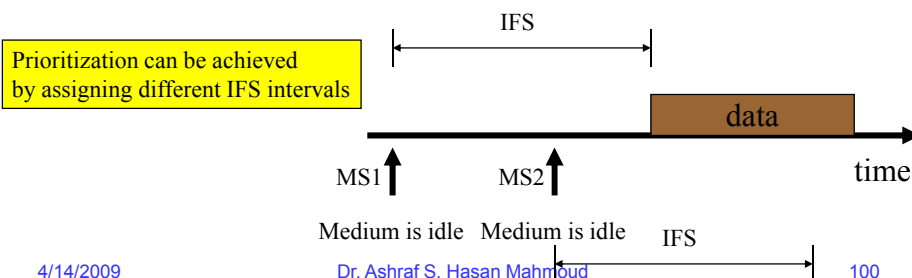 IFS
Prioritization can be achieved
by assigning different IFS intervals
data
time
MS1
MS2
Medium is idle
Medium is idle
IFS
4/14/2009
Dr. Ashraf S. Hasan Mahmoud
100